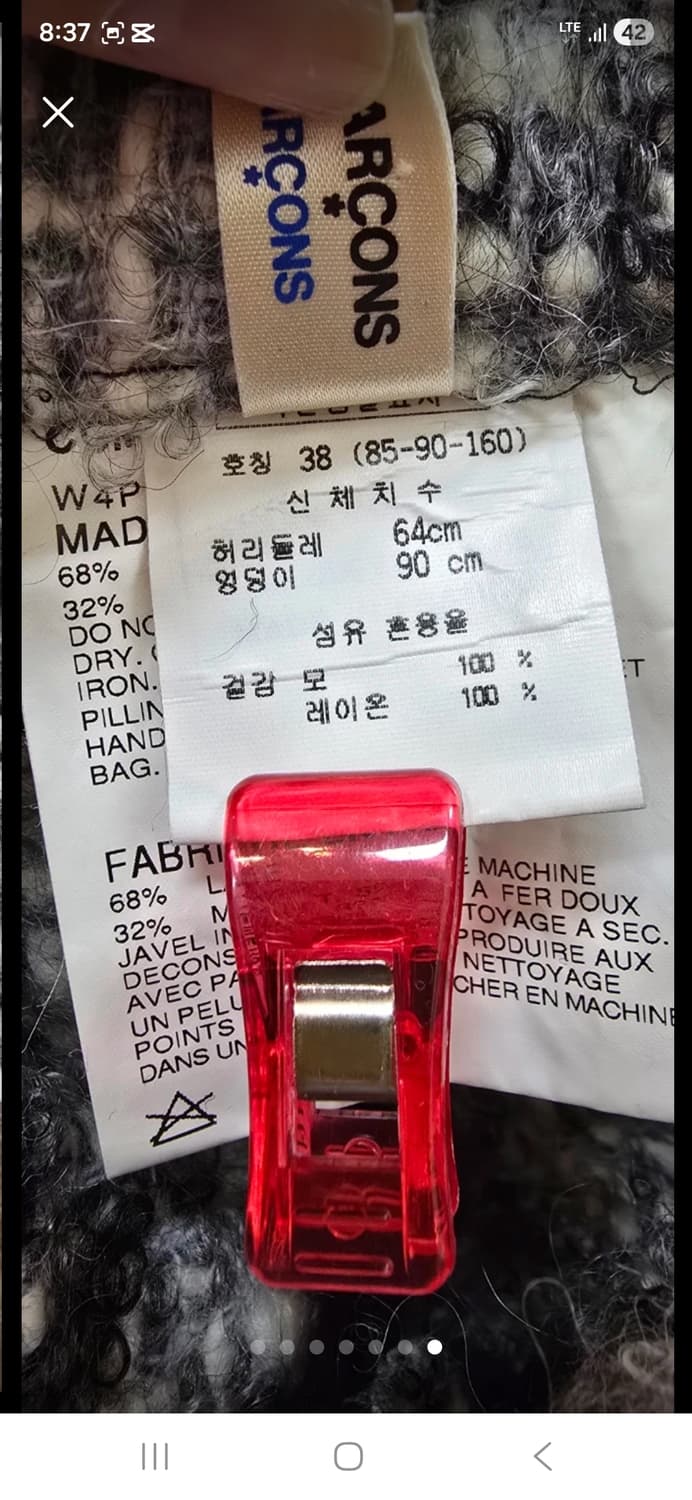 8:37
LTE
42
ARÇONS
RÇONS
호칭 38 (85-90-160)
신체치수
허리둘레 64cm
엉덩이 90 cm
섬유 혼용율
겉감 모 100 %
레이온 100 %
W4P
MAD
68%
32%
DO NO
DRY.
IRON.
PILLIN
HAND
BAG.
ET
FABRI
68% L
32% M
JAVEL IN
DECONS
AVEC PA
UN PELU
POINTS
DANS UN
E MACHINE
A FER DOUX
TOYAGE A SEC.
PRODUIRE AUX
NETTOYAGE
CHER EN MACHINE